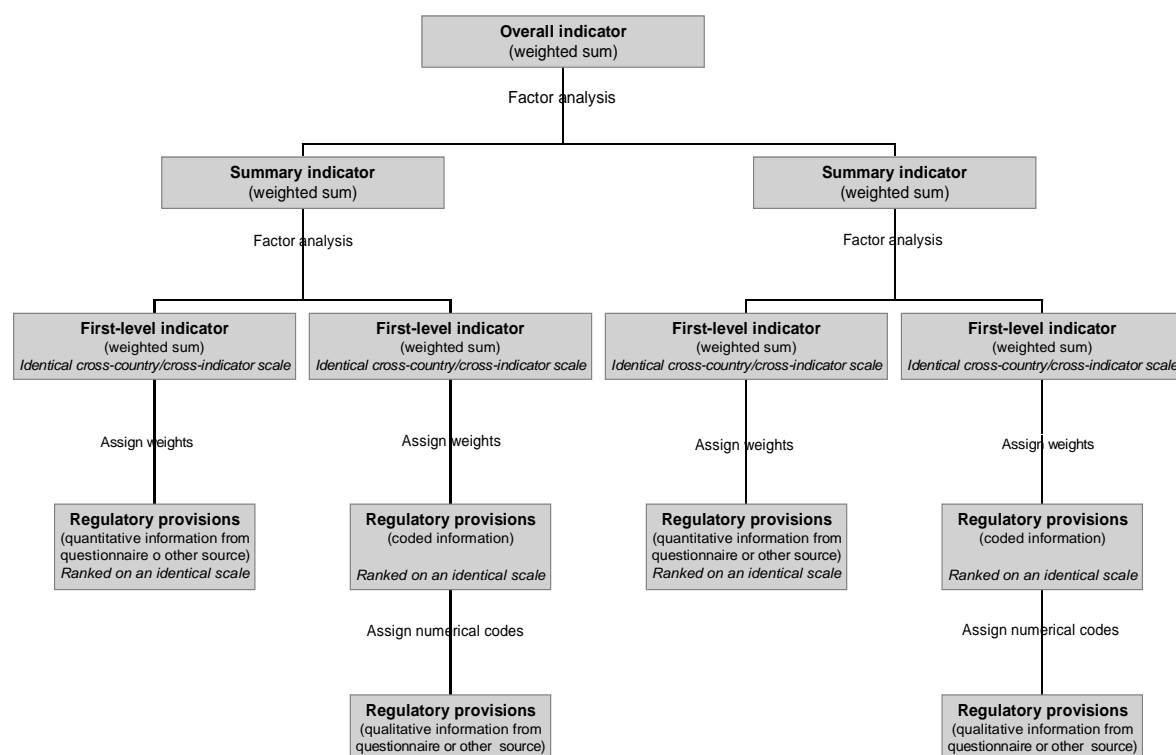 Overall indicator
(weighted sum)
Factor analysis
Summary indicator
(weighted sum)
Summary indicator
(weighted sum)
Factor analysis
Factor analysis
First-level indicator
(weighted sum)
Identical cross-country/cross-indicator scale
First-level indicator
(weighted sum)
Identical cross-country/cross-indicator scale
First-level indicator
(weighted sum)
Identical cross-country/cross-indicator scale
First-level indicator
(weighted sum)
Identical cross-country/cross-indicator scale
Assign weights
Assign weights
Assign weights
Assign weights
Regulatory provisions
(quantitative information from
questionnaire o other source)
Ranked on an identical scale
Regulatory provisions
(coded information)
Ranked on an identical scale
Regulatory provisions
(quantitative information from
questionnaire or other source)
Ranked on an identical scale
Regulatory provisions
(coded information)
Ranked on an identical scale
Assign numerical codes
Assign numerical codes
Regulatory provisions
(qualitative information from
questionnaire or other source)
Regulatory provisions
(qualitative information from
questionnaire or other source)